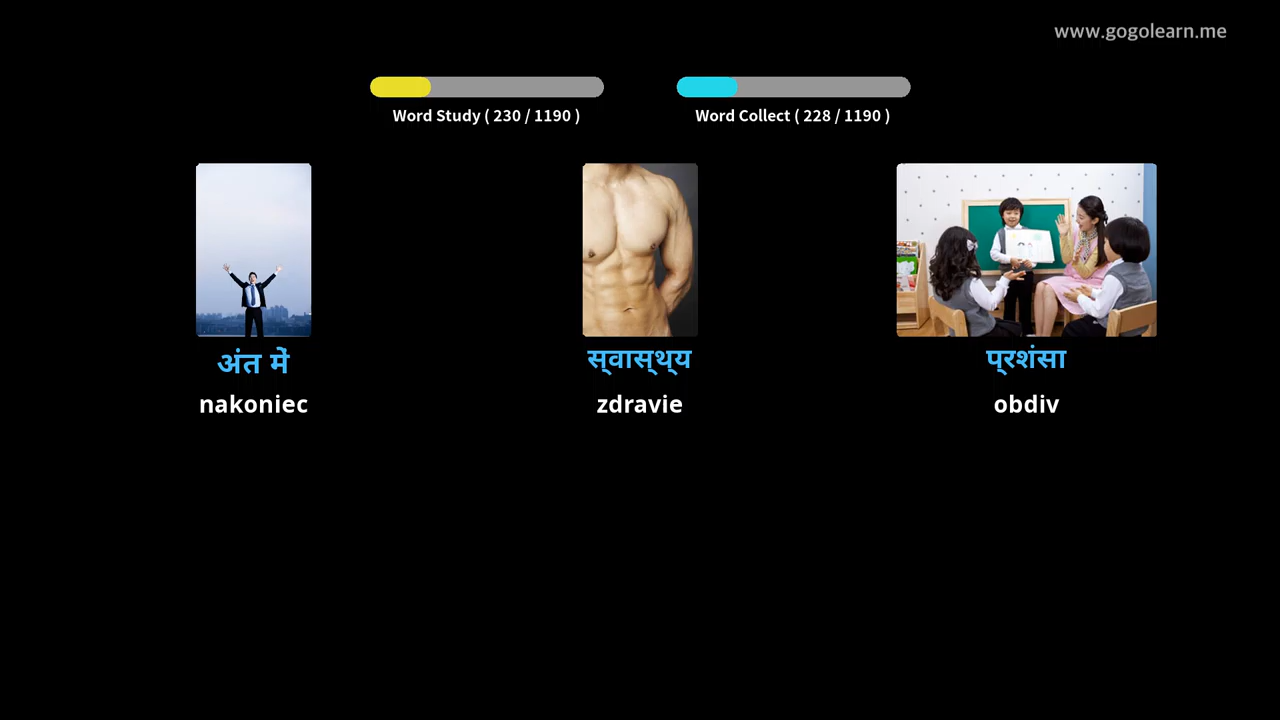 www.gogolearn.me
Word Study ( 230 / 1190 )
Word Collect ( 228 / 1190 )
अंत में
स्वास्थ्य
प्रशंसा
nakoniec
zdravie
obdiv